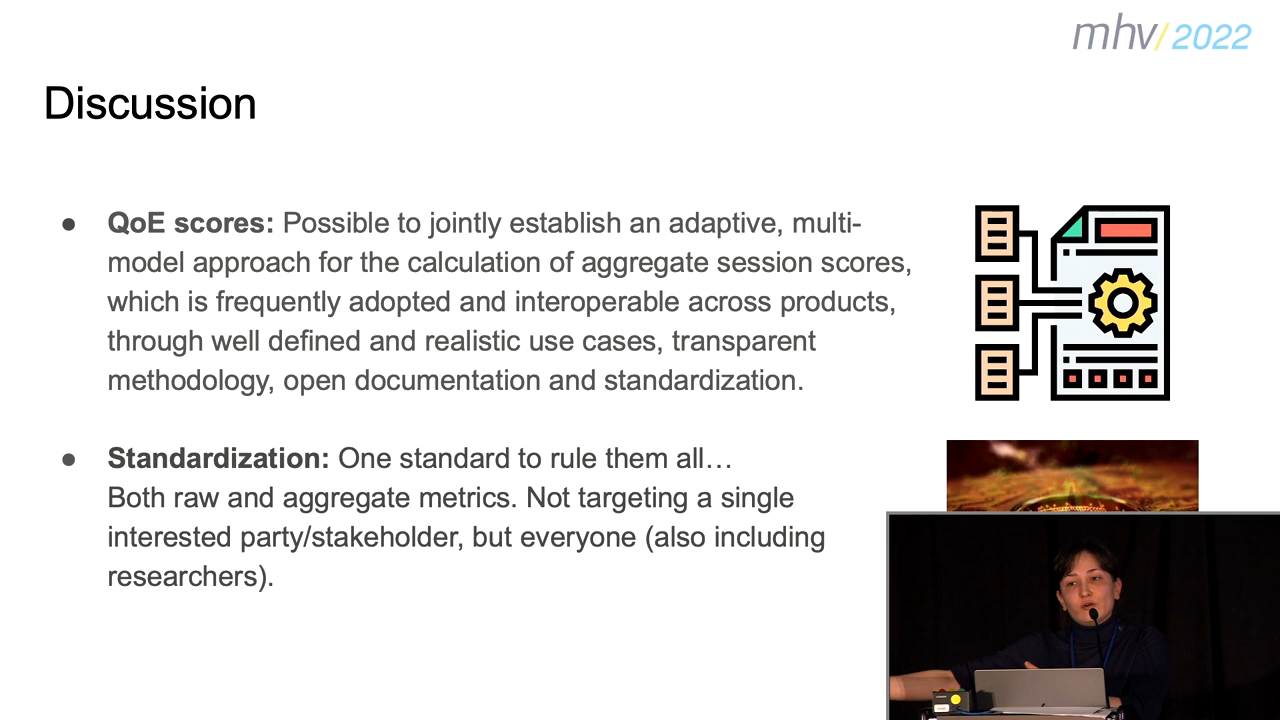 mhv/2022
Discussion
● QoE scores: Possible to jointly establish an adaptive, multi-
model approach for the calculation of aggregate session scores,
which is frequently adopted and interoperable across products,
through well defined and realistic use cases, transparent
methodology, open documentation and standardization.
● Standardization: One standard to rule them all…
Both raw and aggregate metrics. Not targeting a single
interested party/stakeholder, but everyone (also including
researchers).